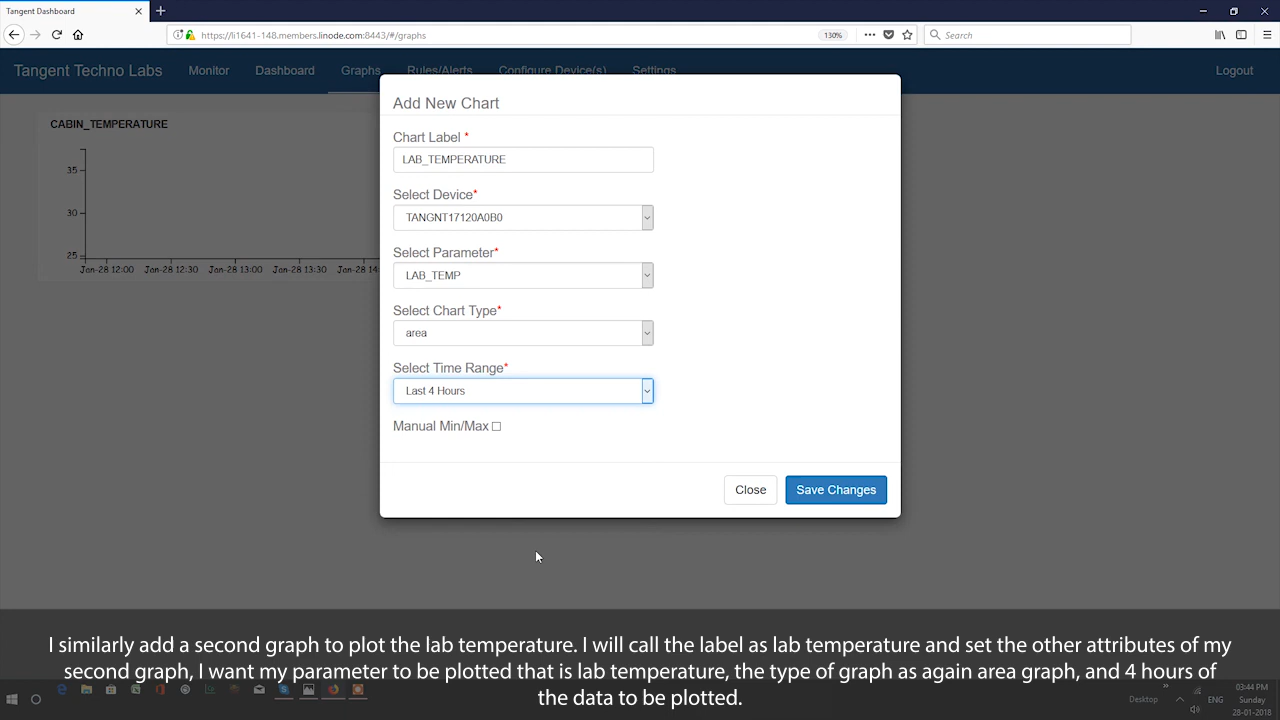 Tangent Dashboard
https://li1641-148.members.linode.com:8443/#/graphs
130%
Search
Tangent Techno Labs
Monitor
Dashboard
Graphs
Rules/Alerts
Configure Device(s)
Settings
Logout
CABIN_TEMPERATURE
35
30
25
Jan-28 12:00
Jan-28 12:30
Jan-28 13:00
Jan-28 13:30
Jan-28 14:
Add New Chart
Chart Label *
LAB_TEMPERATURE
Select Device*
TANGNT17120A0B0
Select Parameter*
LAB_TEMP
Select Chart Type*
area
Select Time Range*
Last 4 Hours
Manual Min/Max
Close
Save Changes
I similarly add a second graph to plot the lab temperature. I will call the label as lab temperature and set the other attributes of my
second graph, I want my parameter to be plotted that is lab temperature, the type of graph as again area graph, and 4 hours of
the data to be plotted.
Desktop
ENG
03:44 PM
Sunday
28-01-2018